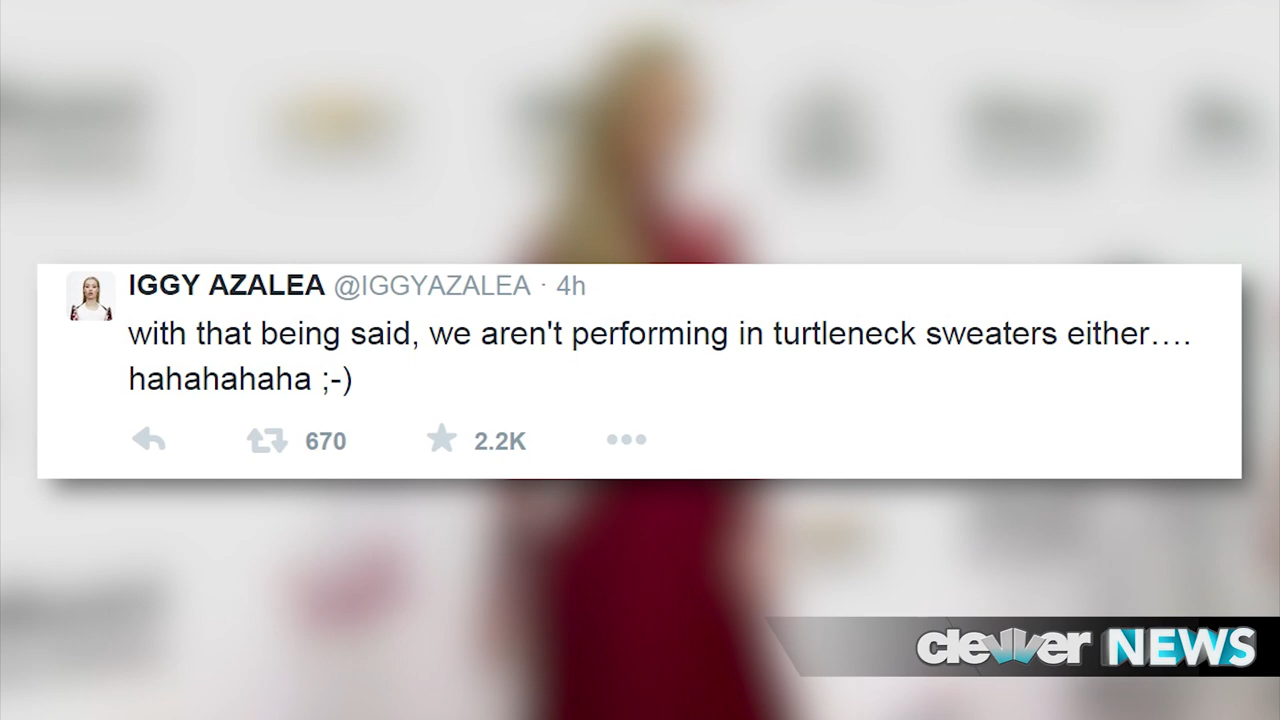 IGGY AZALEA @IGGYAZALEA · 4h
with that being said, we aren't performing in turtleneck sweaters either....
hahahahaha ;-)
670 2.2K
clevver NEWS